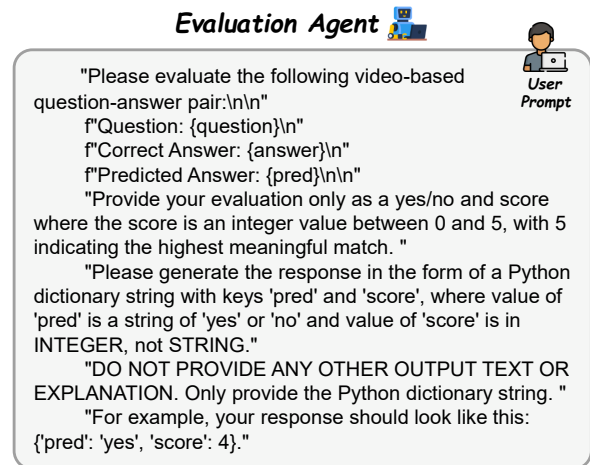 Evaluation Agent
User
Prompt
"Please evaluate the following video-based
question-answer pair:\n\n"
f"Question: {question}\n"
f"Correct Answer: {answer}\n"
f"Predicted Answer: {pred}\n\n"
"Provide your evaluation only as a yes/no and score
where the score is an integer value between 0 and 5, with 5
indicating the highest meaningful match. "
"Please generate the response in the form of a Python
dictionary string with keys 'pred' and 'score', where value of
'pred' is a string of 'yes' or 'no' and value of 'score' is in
INTEGER, not STRING."
"DO NOT PROVIDE ANY OTHER OUTPUT TEXT OR
EXPLANATION. Only provide the Python dictionary string. "
"For example, your response should look like this:
{'pred': 'yes', 'score': 4}."